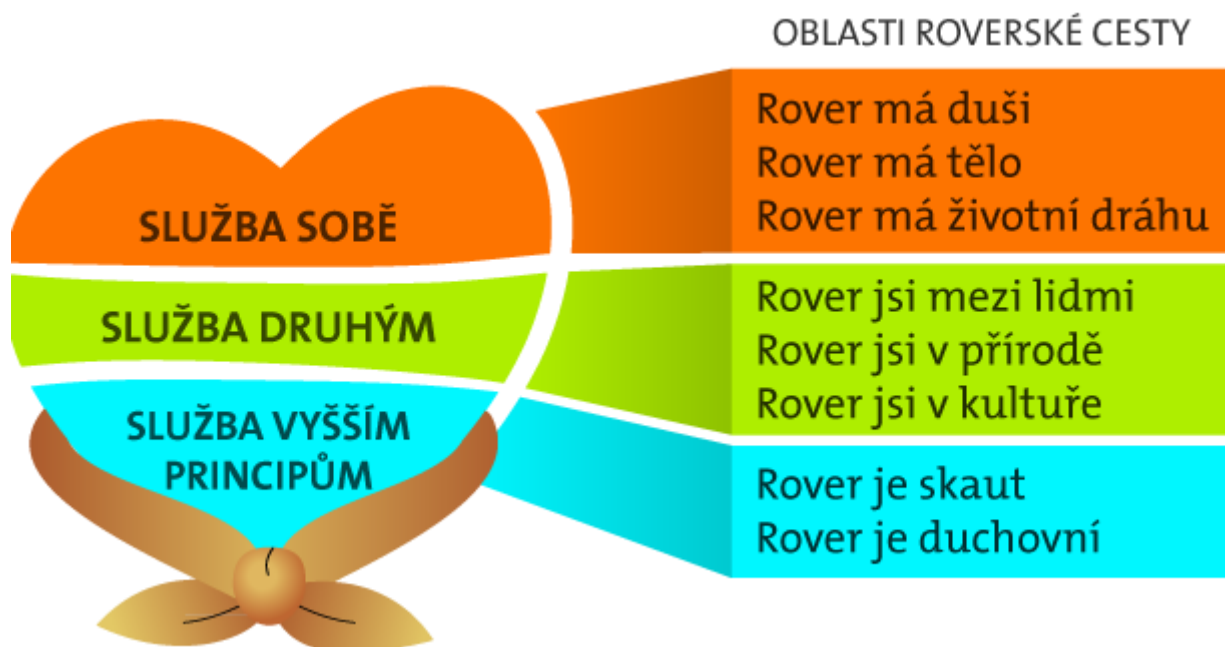 OBLASTI ROVERSKÉ CESTY
SLUŽBA SOBĚ
Rover má duši
Rover má tělo
Rover má životní dráhu
SLUŽBA DRUHÝM
Rover jsi mezi lidmi
Rover jsi v přírodě
Rover jsi v kultuře
SLUŽBA VYŠŠÍM
PRINCIPŮM
Rover je skaut
Rover je duchovní